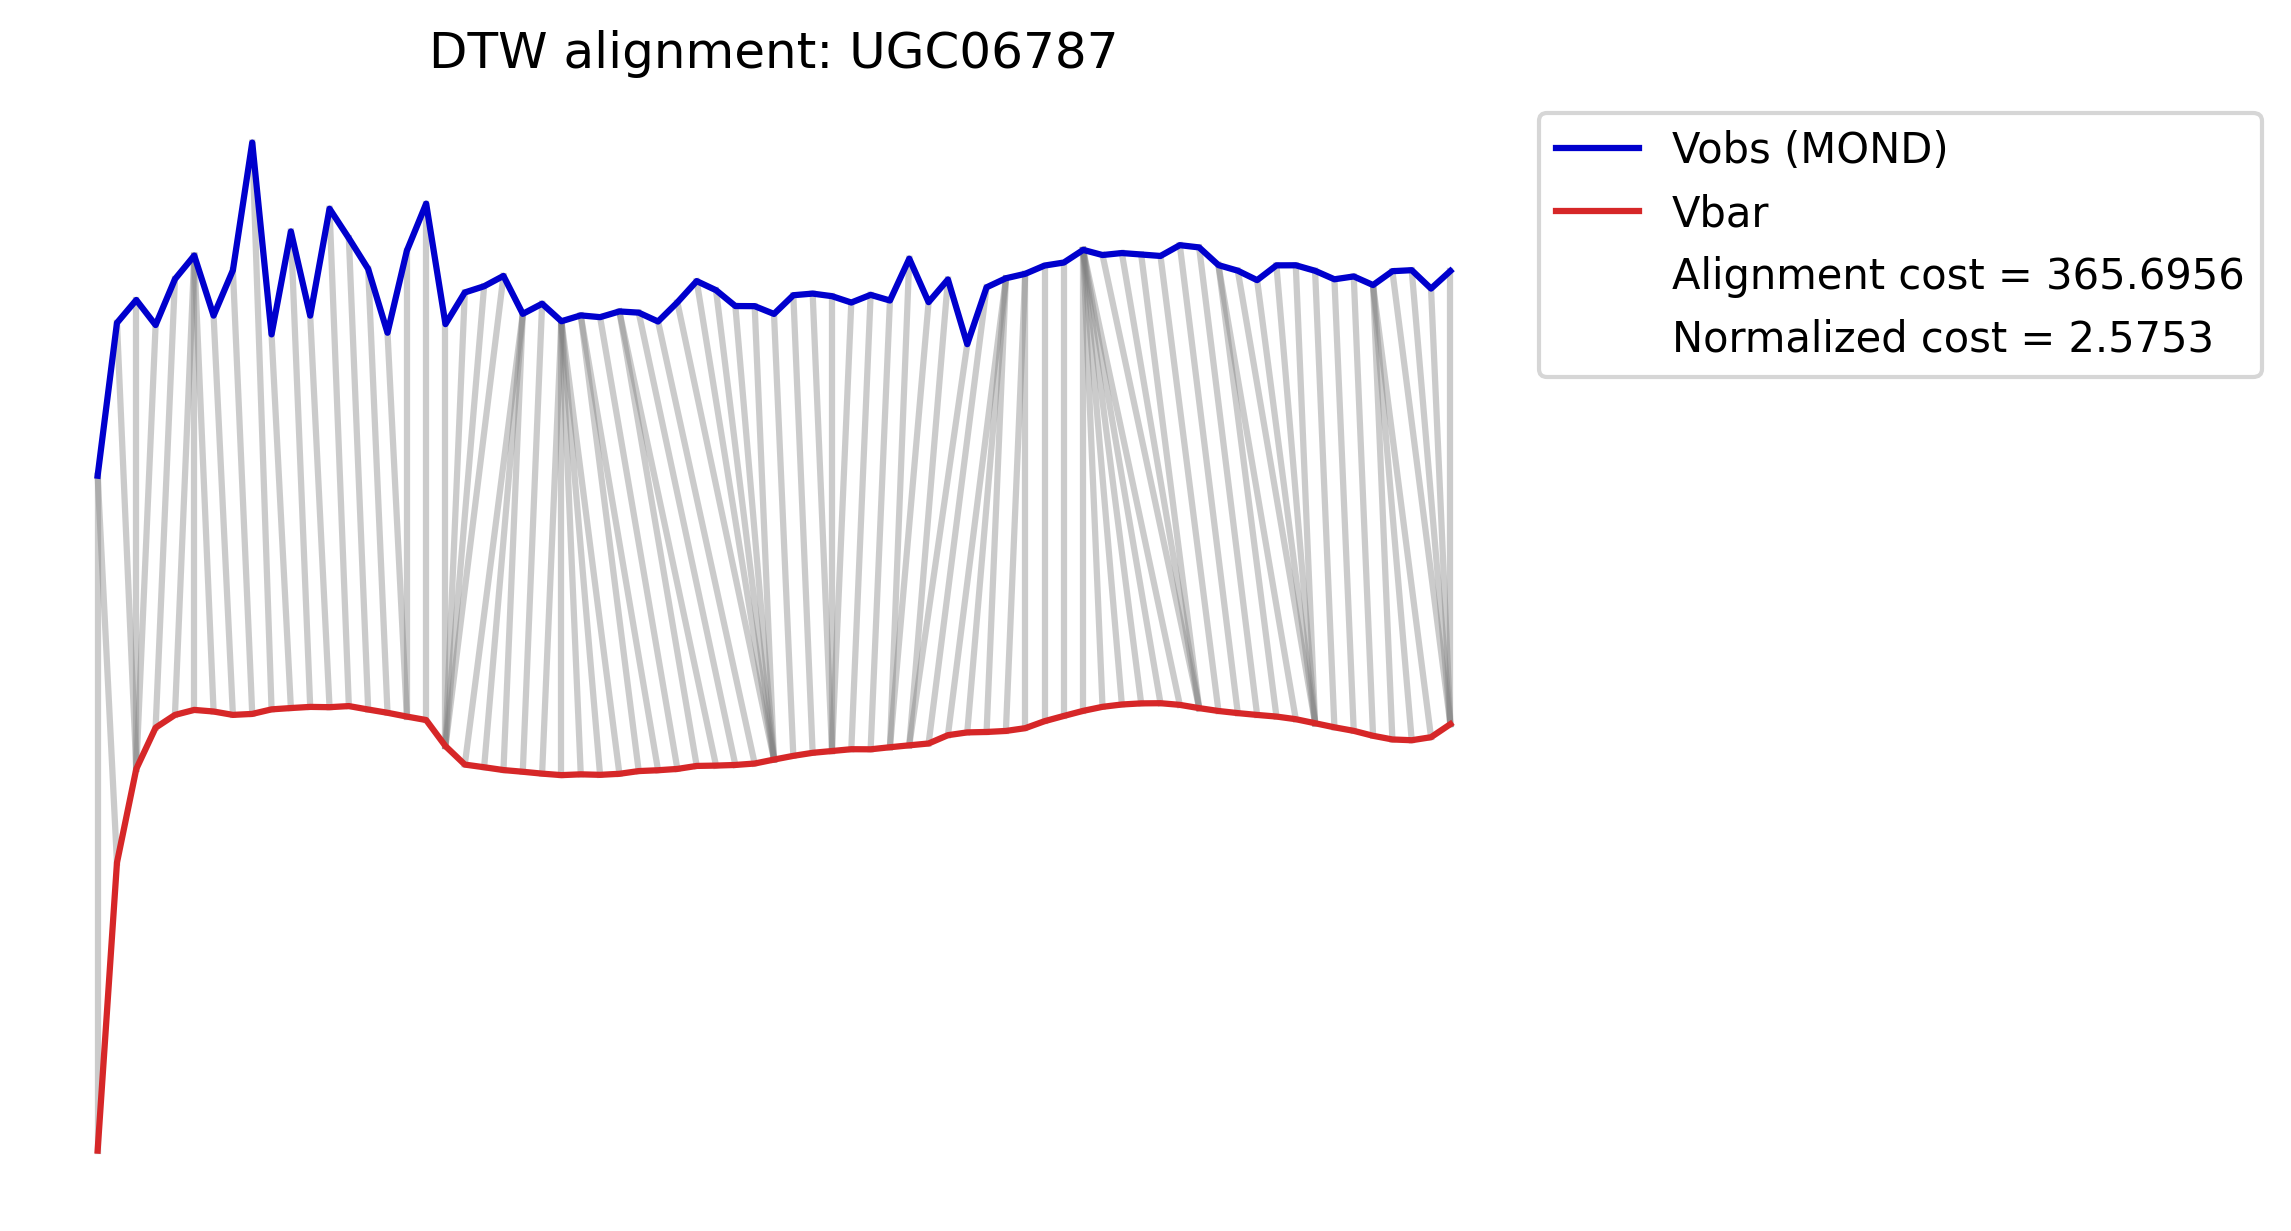 DTW alignment: UGC06787
Vobs (MOND)
Vbar
Alignment cost = 365.6956
Normalized cost = 2.5753